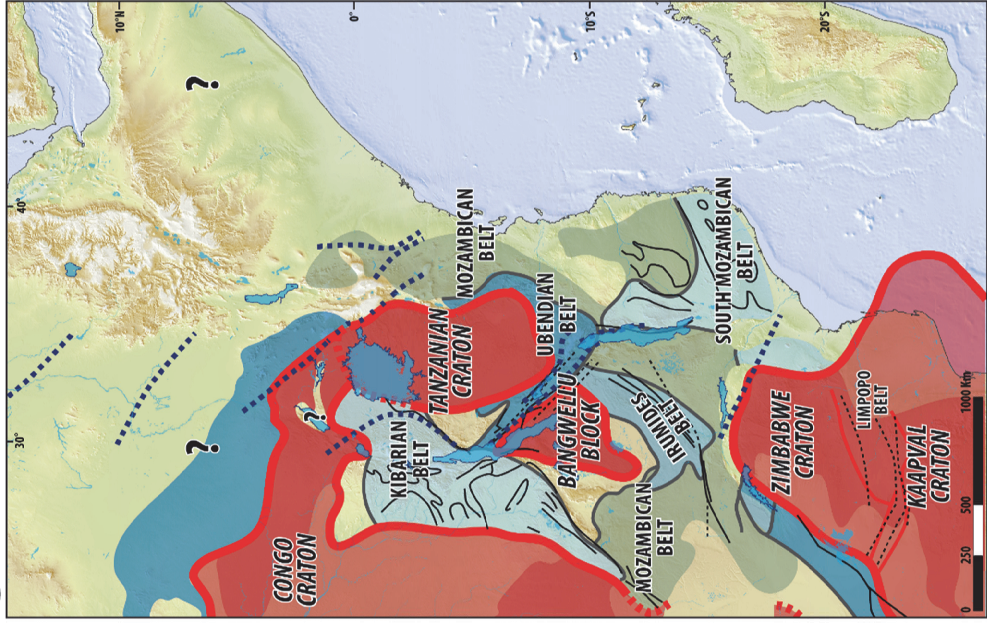 10°N
0°
10°S
20°S
40°
30°
?
?
?
CONGO
CRATON
KIBARIAN
BELT
TANZANIAN
CRATON
MOZAMBICAN
BELT
UBENDIAN
BELT
BANGWELUU
BLOCK
IRUMIDES
BELT
MOZAMBICAN
BELT
SOUTH MOZAMBICAN
BELT
ZIMBABWE
CRATON
LIMPOPO
BELT
KAAPVAL
CRATON
0 250 500 1000 Km